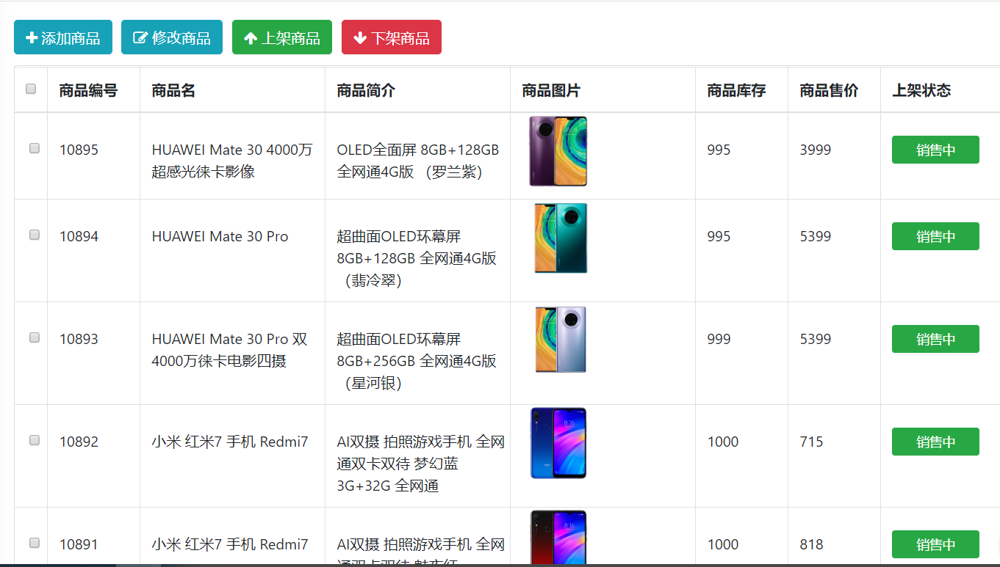 添加商品 修改商品 上架商品 下架商品
商品编号 商品名 商品简介 商品图片 商品库存 商品售价 上架状态
10895 HUAWEI Mate 30 4000万 OLED全面屏 8GB+128GB 995 3999 销售中
超感光徕卡影像 全网通4G版 （罗兰紫）
10894 HUAWEI Mate 30 Pro 超曲面OLED环幕屏 995 5399 销售中
8GB+128GB 全网通4G版
（翡冷翠）
10893 HUAWEI Mate 30 Pro 双 超曲面OLED环幕屏 999 5399 销售中
4000万徕卡电影四摄 8GB+256GB 全网通4G版
（星河银）
10892 小米 红米7 手机 Redmi7 AI双摄 拍照游戏手机 全网 1000 715 销售中
通双卡双待 梦幻蓝
3G+32G 全网通
10891 小米 红米7 手机 Redmi7 AI双摄 拍照游戏手机 全网 1000 818 销售中
通双卡双待 魅夜红